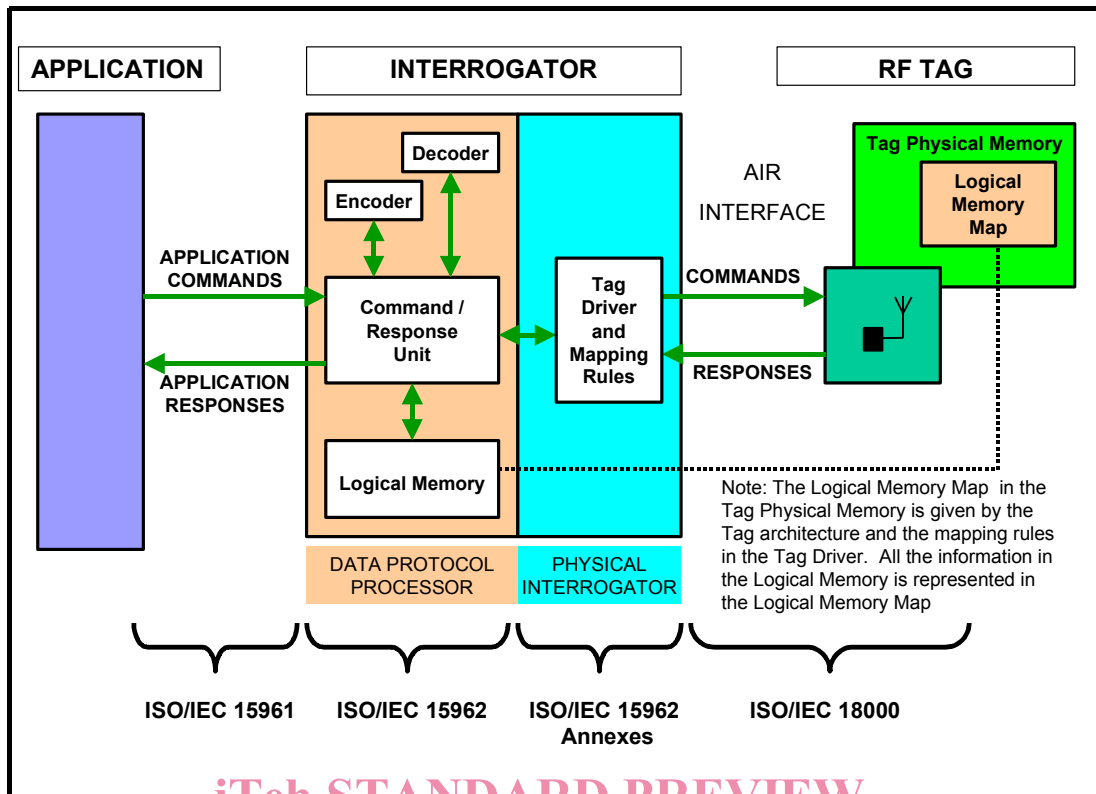 APPLICATION
INTERROGATOR
RF TAG
Decoder
Encoder
APPLICATION
COMMANDS
Command /
Response
Unit
APPLICATION
RESPONSES
Logical Memory
Tag
Driver
and
Mapping
Rules
AIR
INTERFACE
COMMANDS
RESPONSES
Tag Physical Memory
Logical
Memory
Map
Note: The Logical Memory Map in the
Tag Physical Memory is given by the
Tag architecture and the mapping rules
in the Tag Driver. All the information in
the Logical Memory is represented in
the Logical Memory Map
DATA PROTOCOL
PROCESSOR
PHYSICAL
INTERROGATOR
ISO/IEC 15961
ISO/IEC 15962
ISO/IEC 15962
Annexes
ISO/IEC 18000
iTeh STANDARD PREVIEW